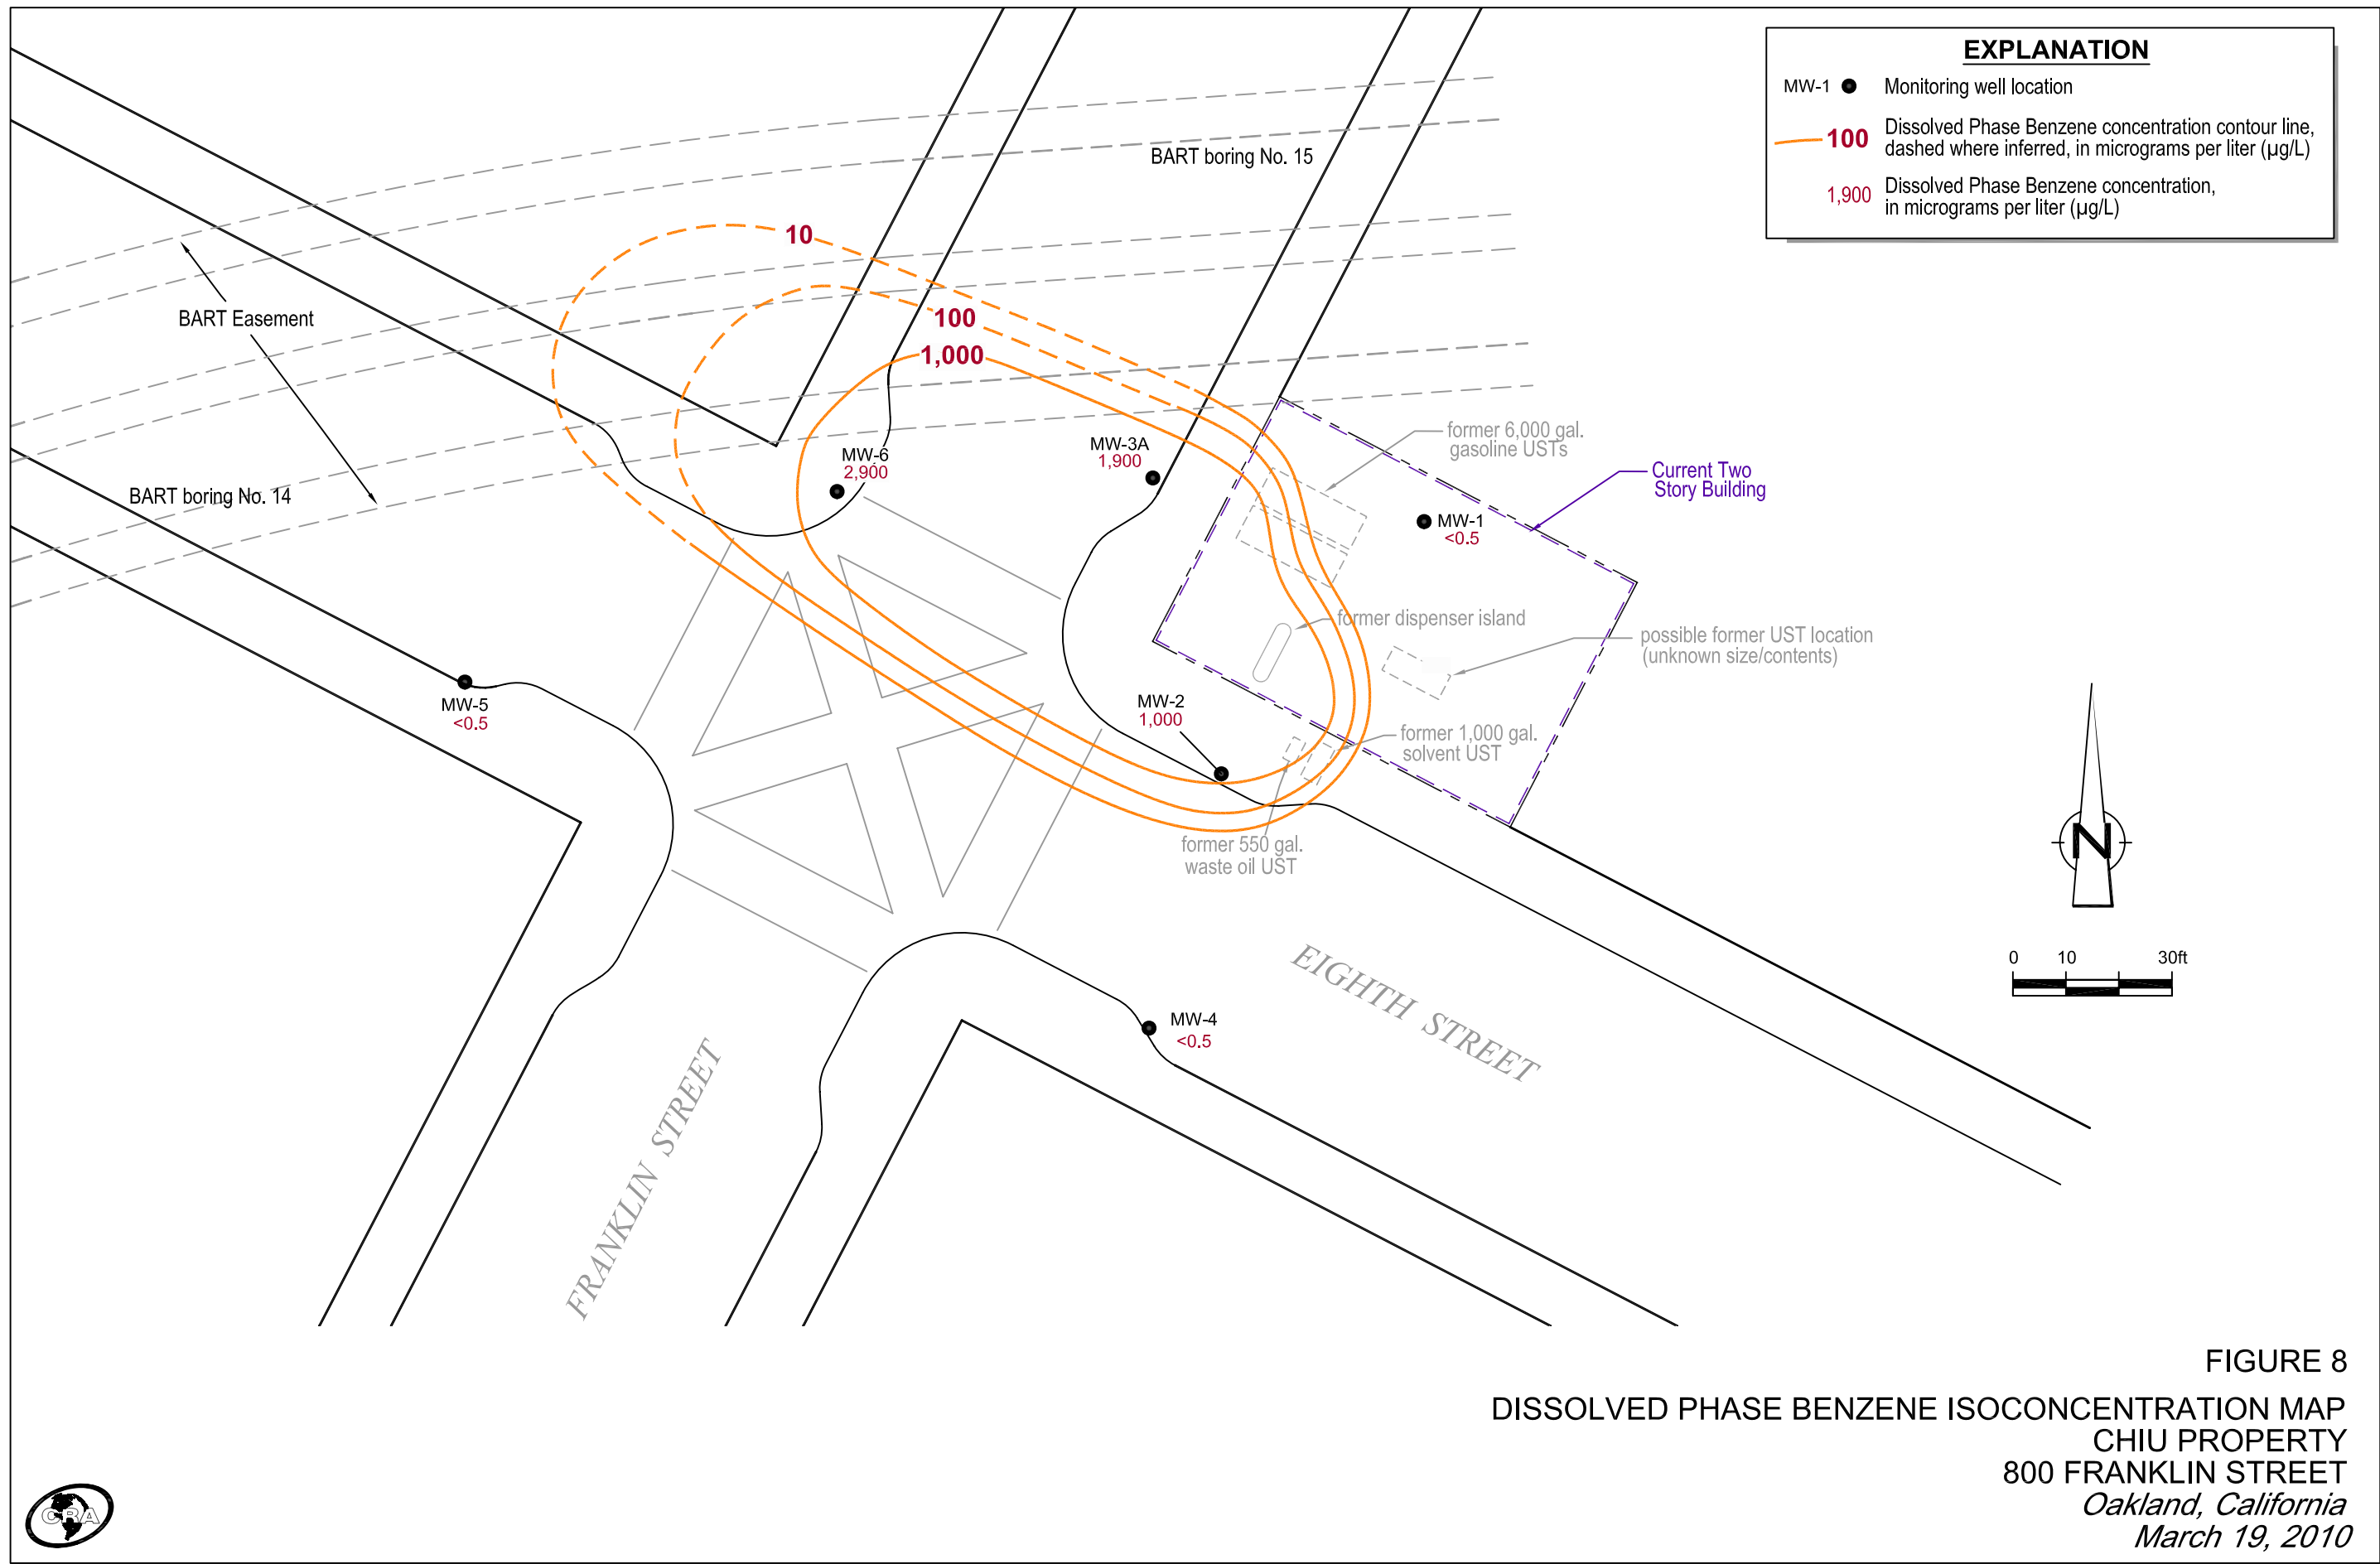 EXPLANATION
MW-1 Monitoring well location
100 Dissolved Phase Benzene concentration contour line,
dashed where inferred, in micrograms per liter (µg/L)
1,900 Dissolved Phase Benzene concentration,
in micrograms per liter (µg/L)
BART boring No. 15
10
BART Easement
100
1,000
former 6,000 gal.
gasoline USTs
MW-3A
1,900
MW-6
2,900
Current Two
Story Building
BART boring No. 14
MW-1
<0.5
former dispenser island
possible former UST location
(unknown size/contents)
MW-5
<0.5
MW-2
1,000
former 1,000 gal.
solvent UST
former 550 gal.
waste oil UST
N
0 10 30ft
EIGHTH STREET
MW-4
<0.5
FRANKLIN STREET
FIGURE 8
DISSOLVED PHASE BENZENE ISOCONCENTRATION MAP
CHIU PROPERTY
800 FRANKLIN STREET
Oakland, California
March 19, 2010
CRA